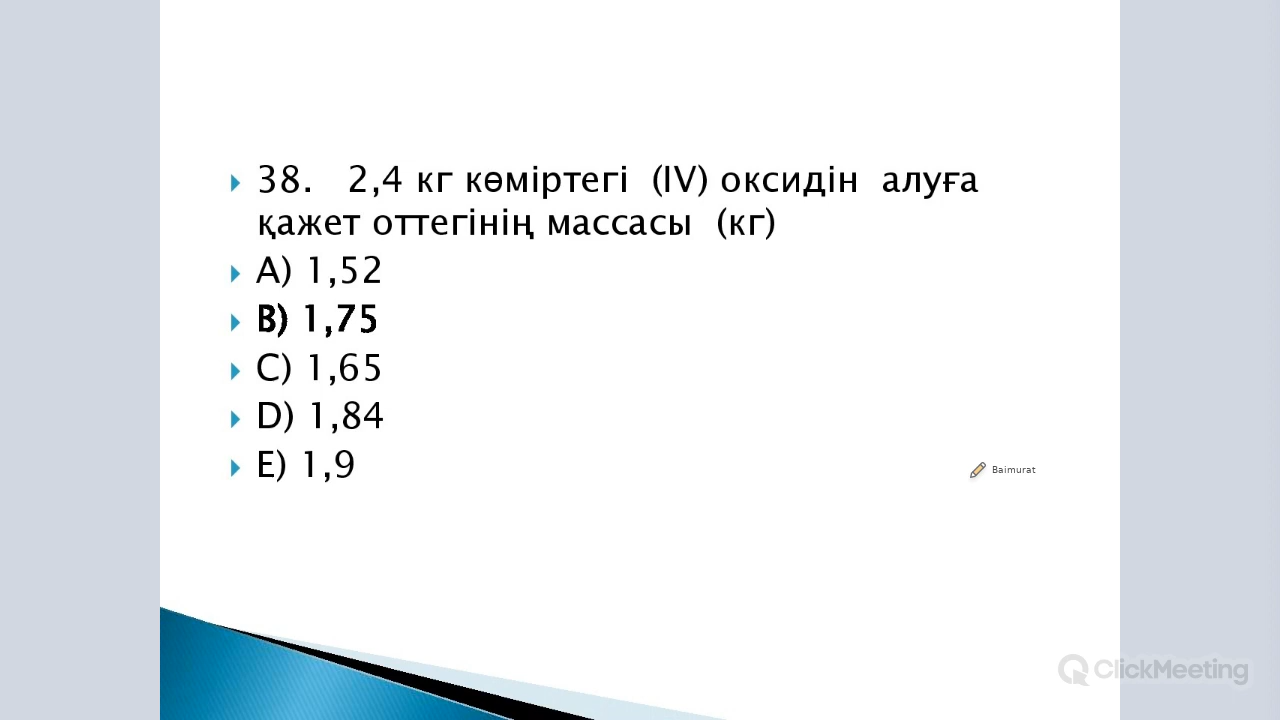 38. 2,4 кг көміртегі (IV) оксидін алуға
қажет оттегінің массасы (кг)
A) 1,52
B) 1,75
C) 1,65
D) 1,84
E) 1,9
Baimurat
ClickMeeting